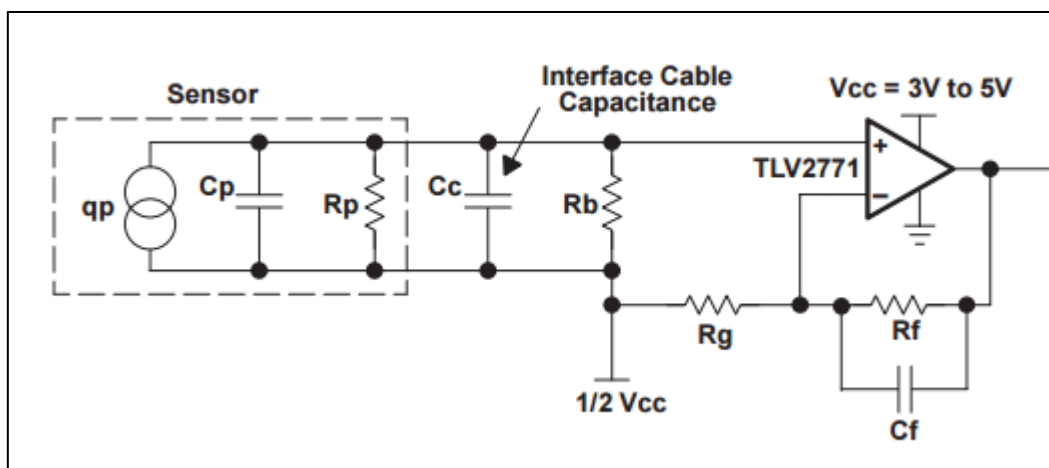 Sensor
Interface Cable
Capacitance
Vcc = 3V to 5V
qp
Cp
Rp
Cc
Rb
+
TLV2771
−
Rg
Rf
1/2 Vcc
Cf